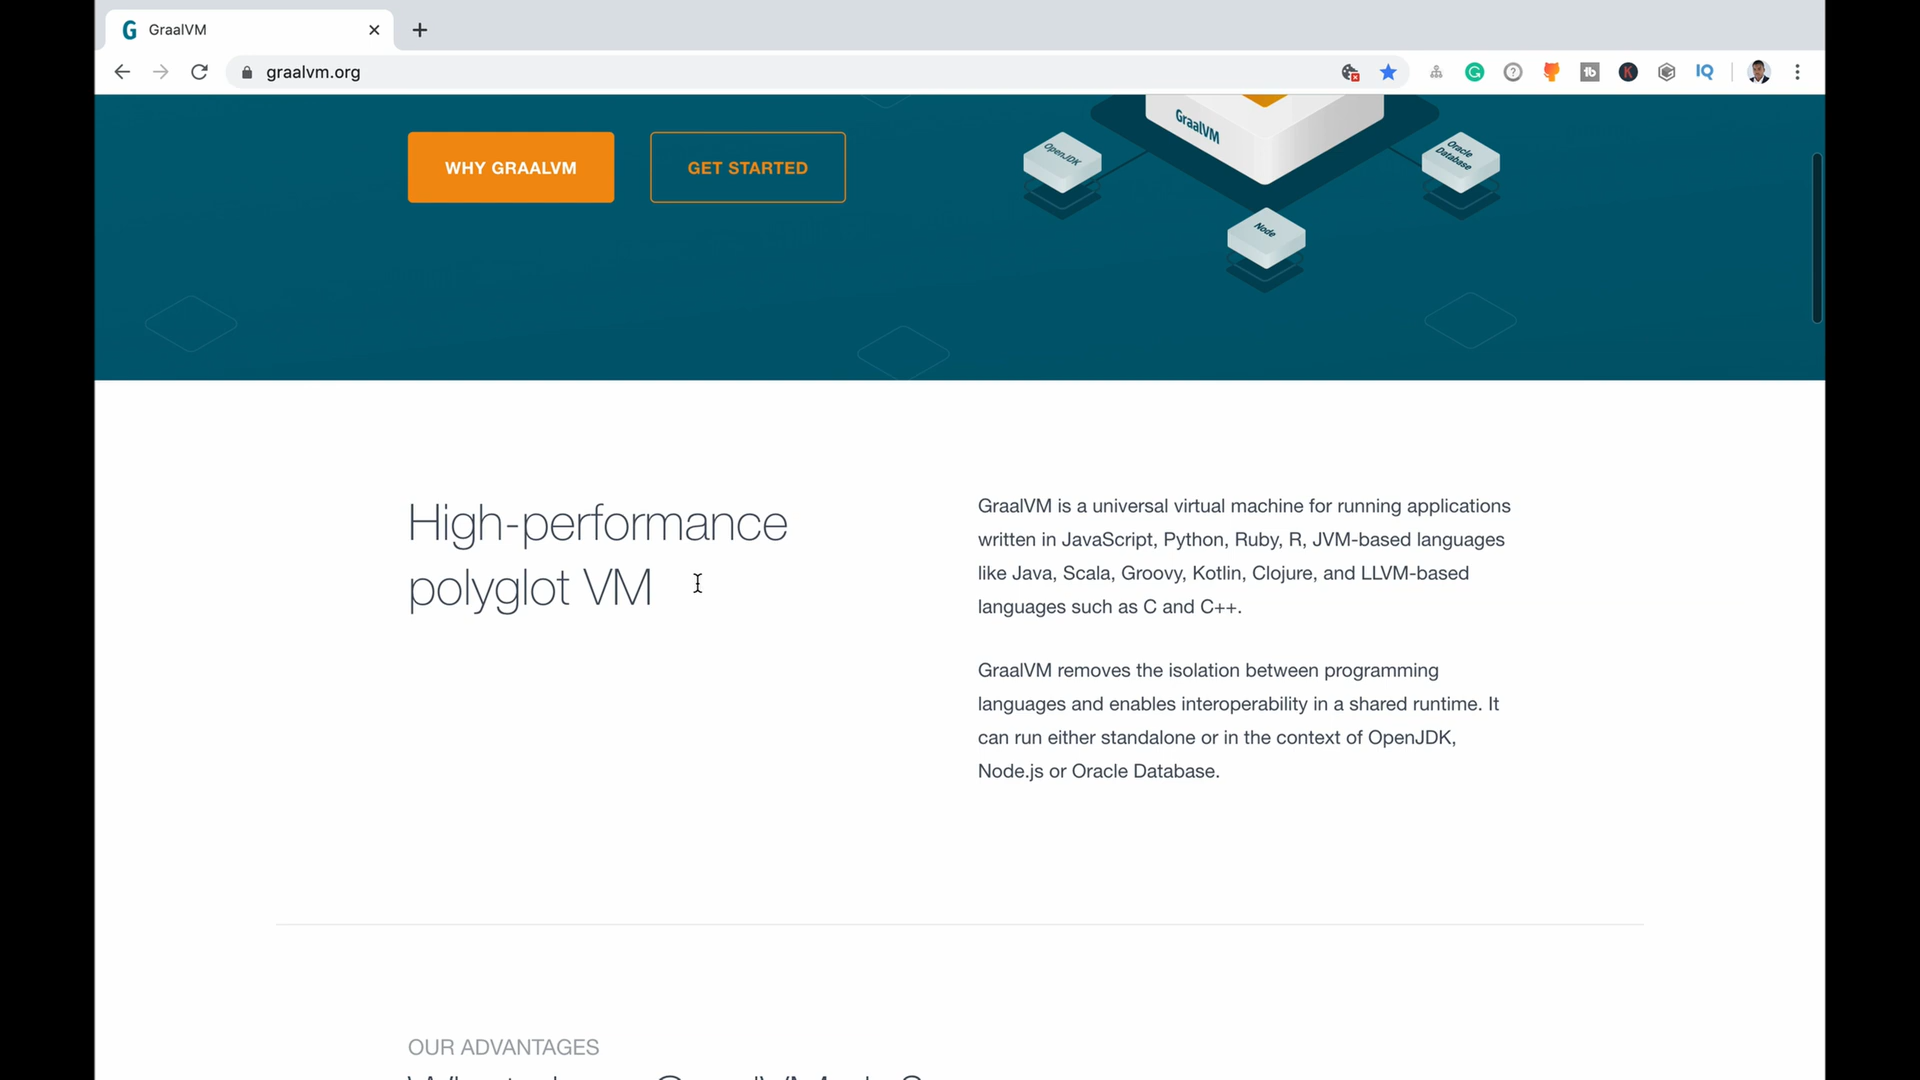 GraalVM
graalvm.org
WHY GRAALVM
GET STARTED
GraalVM
OpenJDK
Oracle
Database
Node
High-performance
polyglot VM
GraalVM is a universal virtual machine for running applications
written in JavaScript, Python, Ruby, R, JVM-based languages
like Java, Scala, Groovy, Kotlin, Clojure, and LLVM-based
languages such as C and C++.
GraalVM removes the isolation between programming
languages and enables interoperability in a shared runtime. It
can run either standalone or in the context of OpenJDK,
Node.js or Oracle Database.
OUR ADVANTAGES